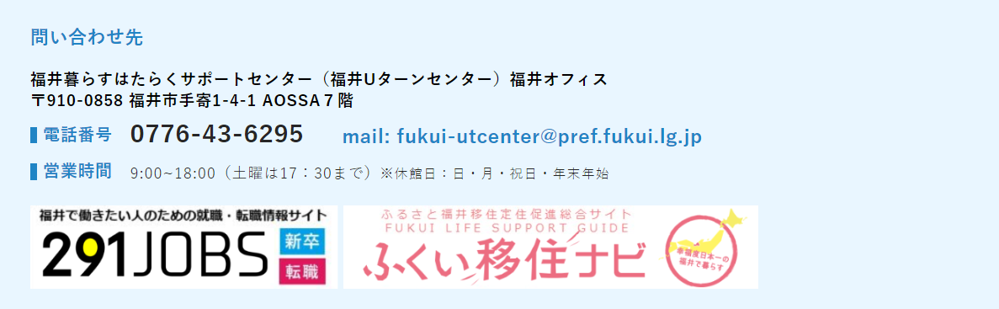 問い合わせ先
福井暮らすはたらくサポートセンター（福井Uターンセンター）福井オフィス
〒910-0858 福井市手寄1-4-1 AOSSA７階
電話番号 0776-43-6295 mail: fukui-utcenter@pref.fukui.lg.jp
営業時間 9:00~18:00（土曜は17：30まで）※休館日：日・月・祝日・年末年始
福井で働きたい人のための就職・転職情報サイト
291JOBS
新卒
転職
ふるさと福井移住定住促進総合サイト
FUKUI LIFE SUPPORT GUIDE
ふくい移住ナビ
幸福度日本一の
福井で暮らす